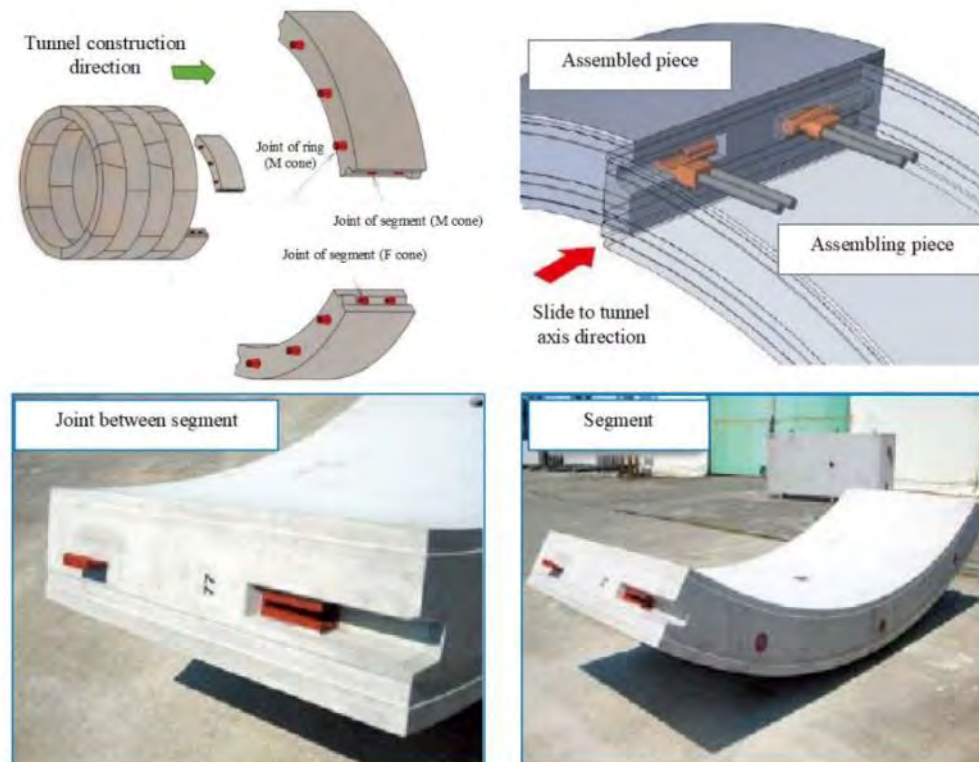 Tunnel construction
direction
Joint of ring
(M cone)
Joint of segment (M cone)
Joint of segment (F cone)
Assembled piece
Assembling piece
Slide to tunnel
axis direction
Joint between segment
77
Segment